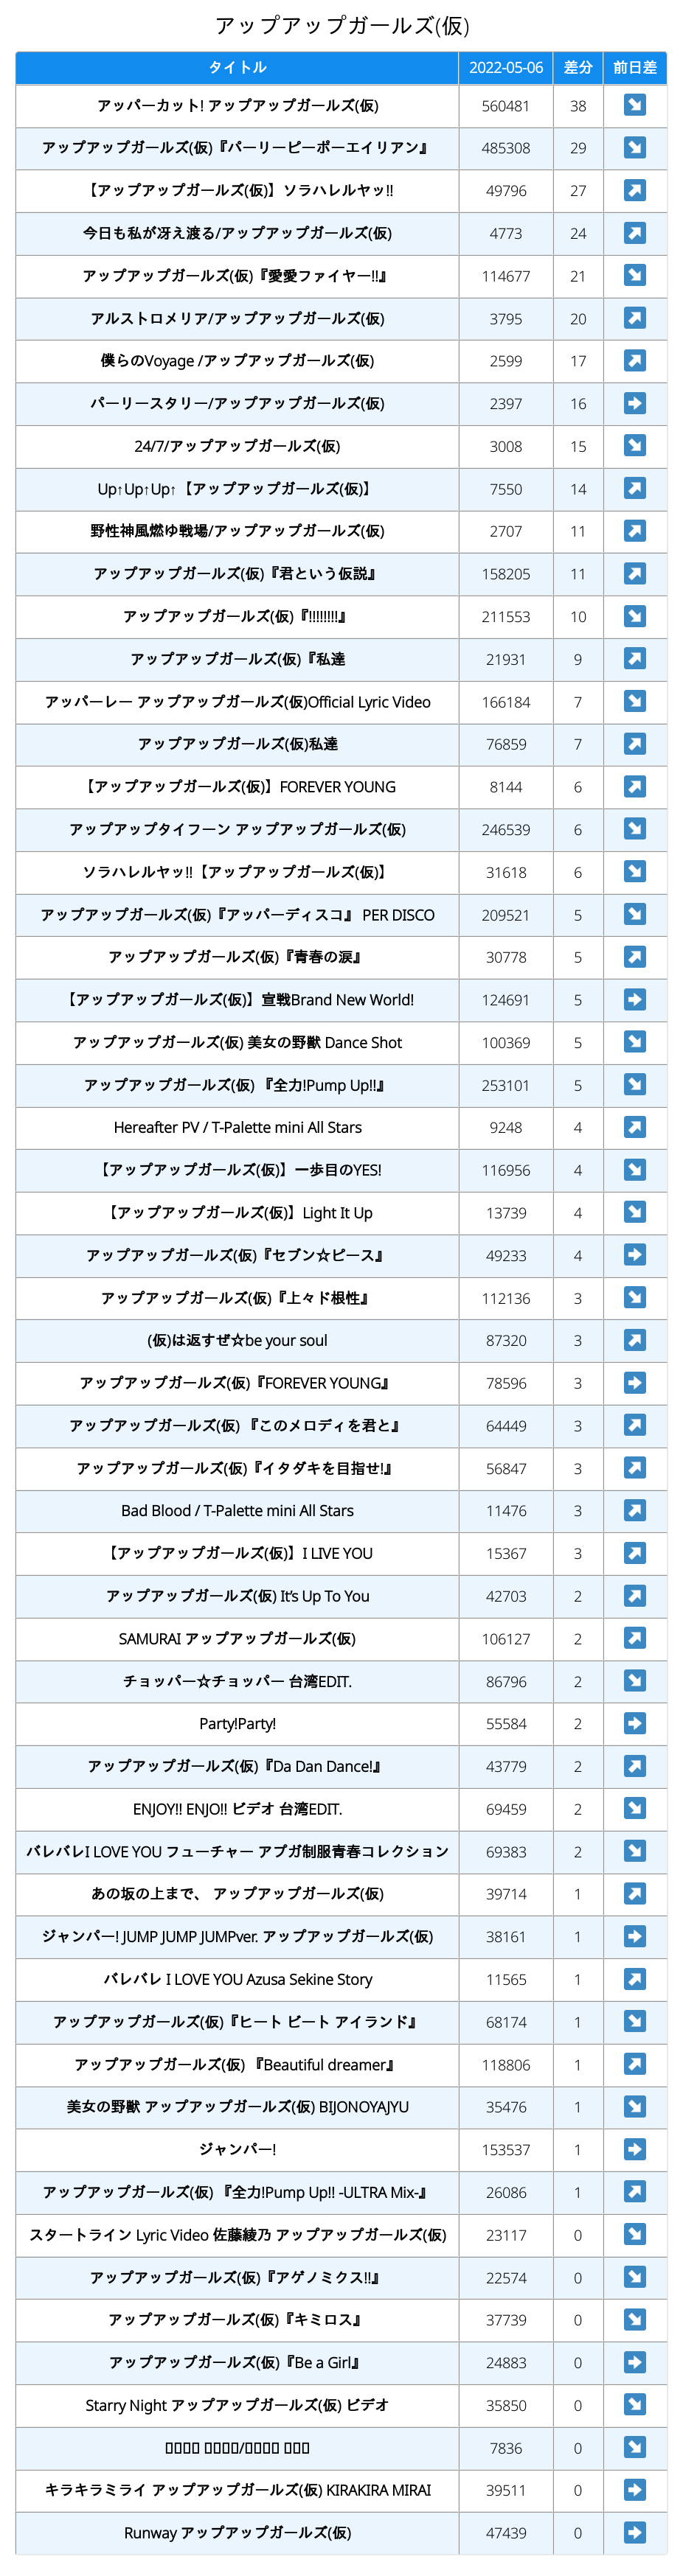 アップアップガールズ(仮)
タイトル 2022-05-06 差分 前日差
アッパーカット! アップアップガールズ(仮) 560481 38 ↘
アップアップガールズ(仮)『パーリーピーポーエイリアン』 485308 29 ↘
【アップアップガールズ(仮)】ソラハレルヤッ!! 49796 27 ↗
今日も私が冴え渡る/アップアップガールズ(仮) 4773 24 ↗
アップアップガールズ(仮)『愛愛ファイヤー!!』 114677 21 ↘
アルストロメリア/アップアップガールズ(仮) 3795 20 ↗
僕らのVoyage /アップアップガールズ(仮) 2599 17 ↗
パーリースタリー/アップアップガールズ(仮) 2397 16 ➡
24/7/アップアップガールズ(仮) 3008 15 ↘
Up↑Up↑Up↑【アップアップガールズ(仮)】 7550 14 ↗
野性神風燃ゆ戦場/アップアップガールズ(仮) 2707 11 ↗
アップアップガールズ(仮)『君という仮説』 158205 11 ↗
アップアップガールズ(仮)『!!!!!!!!』 211553 10 ↘
アップアップガールズ(仮)『私達 21931 9 ↗
アッパーレー アップアップガールズ(仮)Official Lyric Video 166184 7 ↘
アップアップガールズ(仮)私達 76859 7 ↗
【アップアップガールズ(仮)】FOREVER YOUNG 8144 6 ↗
アップアップタイフーン アップアップガールズ(仮) 246539 6 ↘
ソラハレルヤッ!!【アップアップガールズ(仮)】 31618 6 ↘
アップアップガールズ(仮)『アッパーディスコ』 PER DISCO 209521 5 ↘
アップアップガールズ(仮)『青春の涙』 30778 5 ↗
【アップアップガールズ(仮)】宣戦Brand New World! 124691 5 ➡
アップアップガールズ(仮) 美女の野獣 Dance Shot 100369 5 ↘
アップアップガールズ(仮) 『全力!Pump Up!!』 253101 5 ↘
Hereafter PV / T-Palette mini All Stars 9248 4 ↗
【アップアップガールズ(仮)】一歩目のYES! 116956 4 ↘
【アップアップガールズ(仮)】Light It Up 13739 4 ↘
アップアップガールズ(仮)『セブン☆ピース』 49233 4 ➡
アップアップガールズ(仮)『上々ド根性』 112136 3 ↘
(仮)は返すぜ☆be your soul 87320 3 ↗
アップアップガールズ(仮)『FOREVER YOUNG』 78596 3 ➡
アップアップガールズ(仮) 『このメロディを君と』 64449 3 ↗
アップアップガールズ(仮)『イタダキを目指せ!』 56847 3 ↗
Bad Blood / T-Palette mini All Stars 11476 3 ↗
【アップアップガールズ(仮)】I LIVE YOU 15367 3 ↗
アップアップガールズ(仮) It's Up To You 42703 2 ↗
SAMURAI アップアップガールズ(仮) 106127 2 ↗
チョッパー☆チョッパー 台湾EDIT. 86796 2 ↘
Party!Party! 55584 2 ➡
アップアップガールズ(仮)『Da Dan Dance!』 43779 2 ↗
ENJOY!! ENJO!! ビデオ 台湾EDIT. 69459 2 ↘
バレバレI LOVE YOU フューチャー アプガ制服青春コレクション 69383 2 ↘
あの坂の上まで、 アップアップガールズ(仮) 39714 1 ↗
ジャンパー! JUMP JUMP JUMPver. アップアップガールズ(仮) 38161 1 ➡
バレバレ I LOVE YOU Azusa Sekine Story 11565 1 ↗
アップアップガールズ(仮)『ヒート ビート アイランド』 68174 1 ↘
アップアップガールズ(仮) 『Beautiful dreamer』 118806 1 ↗
美女の野獣 アップアップガールズ(仮) BIJONOYAJYU 35476 1 ↘
ジャンパー! 153537 1 ➡
アップアップガールズ(仮) 『全力!Pump Up!! -ULTRA Mix-』 26086 1 ↗
スタートライン Lyric Video 佐藤綾乃 アップアップガールズ(仮) 23117 0 ↘
アップアップガールズ(仮)『アゲノミクス!!』 22574 0 ↘
アップアップガールズ(仮)『キミロス』 37739 0 ↘
アップアップガールズ(仮)『Be a Girl』 24883 0 ➡
Starry Night アップアップガールズ(仮) ビデオ 35850 0 ↘
/ 7836 0 ↘
キラキラミライ アップアップガールズ(仮) KIRAKIRA MIRAI 39511 0 ➡
Runway アップアップガールズ(仮) 47439 0 ➡